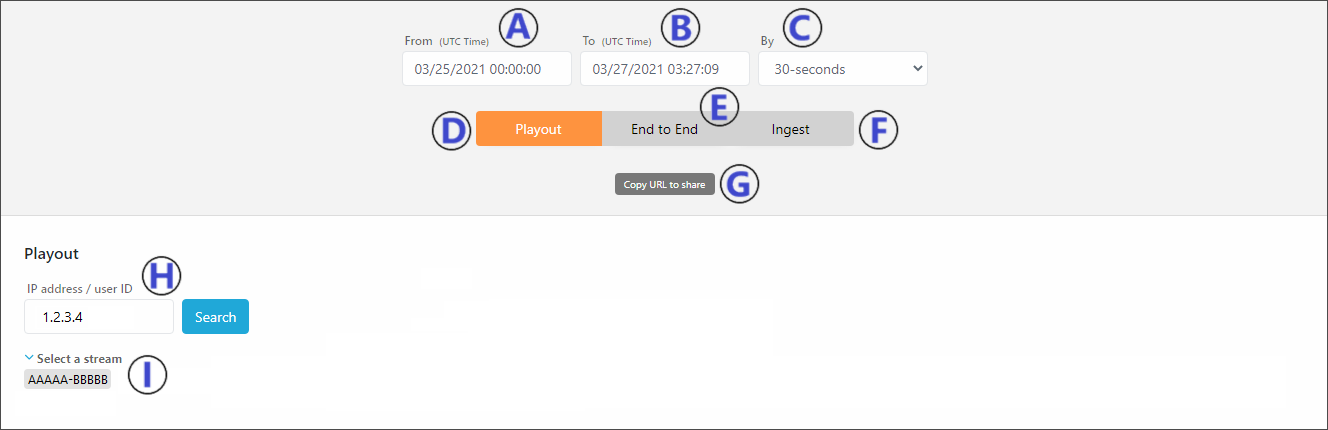 A B C
From (UTC Time) To (UTC Time) By
03/25/2021 00:00:00 03/27/2021 03:27:09 30-seconds
D Playout End to End E Ingest F
Copy URL to share G
Playout
H
IP address / user ID
1.2.3.4 Search
Select a stream
AAAAA-BBBBB I